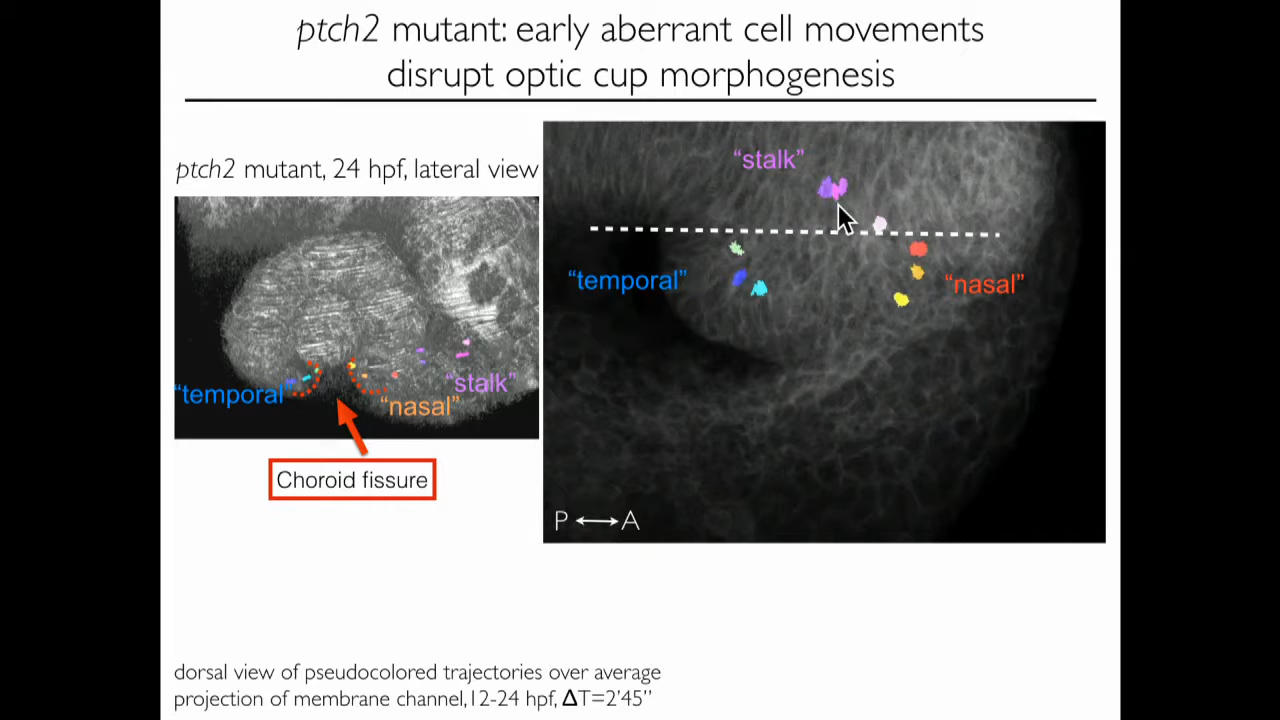 ptch2 mutant: early aberrant cell movements
disrupt optic cup morphogenesis
ptch2 mutant, 24 hpf, lateral view
"temporal"
"nasal"
"stalk"
Choroid fissure
"stalk"
"temporal"
"nasal"
P ⟷ A
dorsal view of pseudocolored trajectories over average
projection of membrane channel,12-24 hpf, ΔT=2'45"